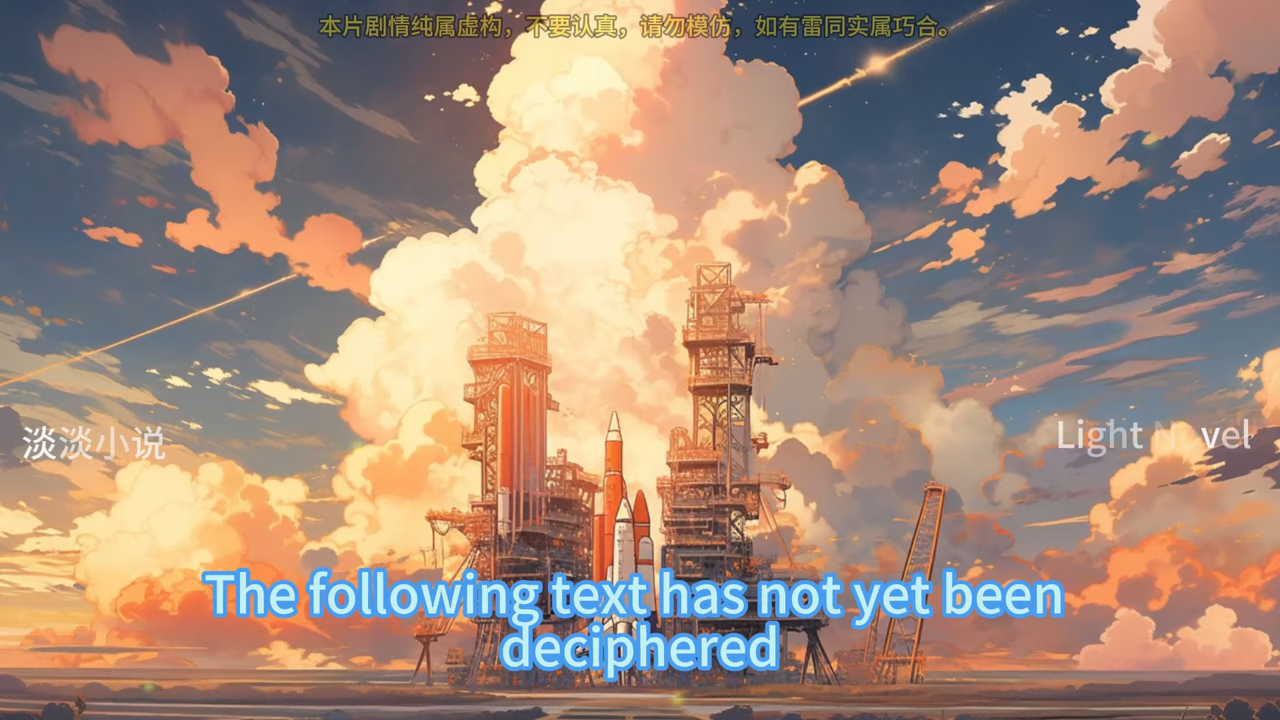 本片剧情纯属虚构，不要认真，请勿模仿，如有雷同实属巧合。
淡淡小说
Light Novel
The following text has not yet been
deciphered